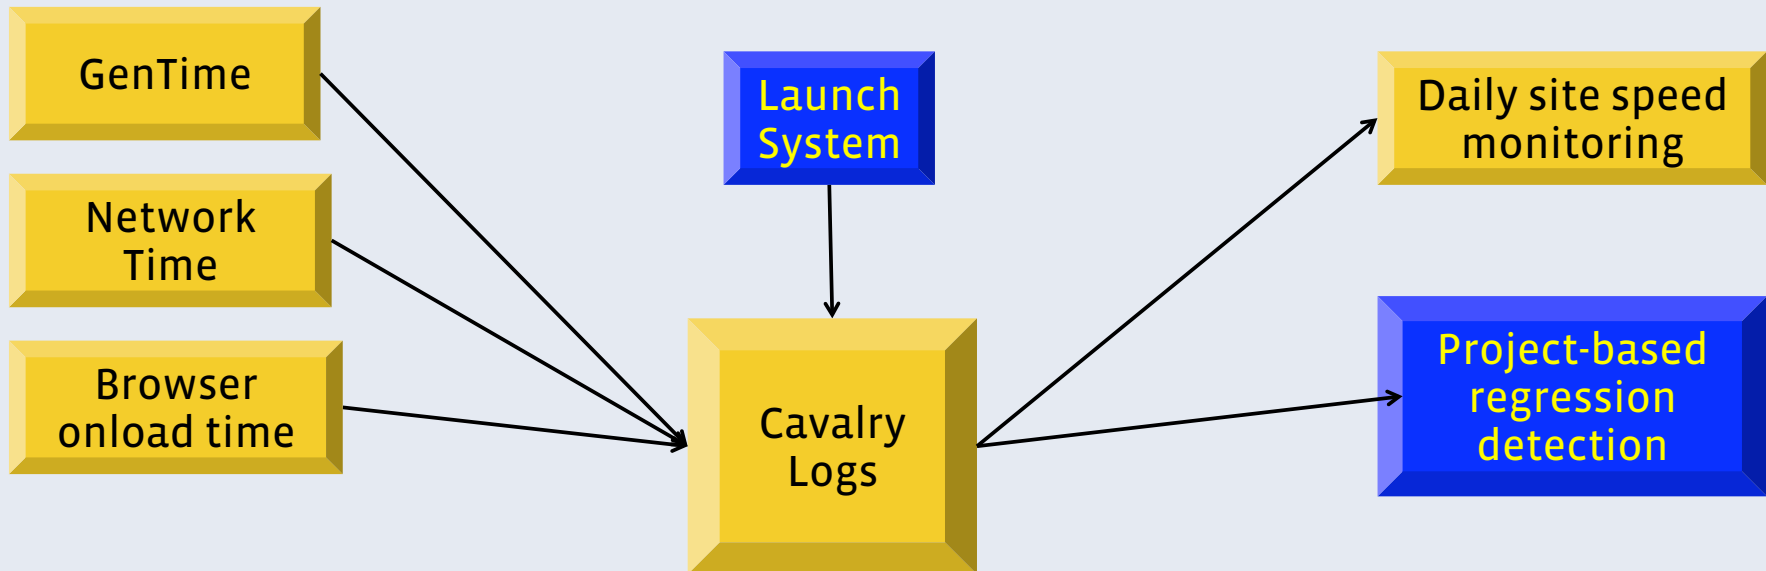 GenTime
Network
Time
Browser
onload time
Launch
System
Cavalry
Logs
Daily site speed
monitoring
Project-based
regression
detection